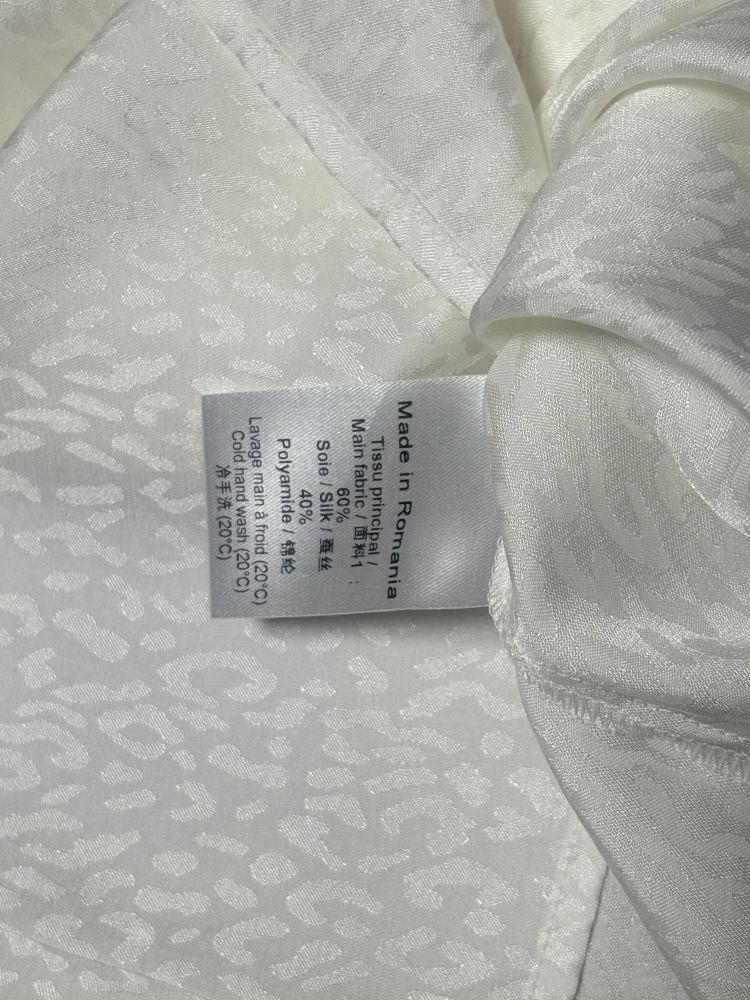 Made in Romania
Tissu principal /
Main fabric / 面料1 :
60%
Soie / Silk / 蚕丝
40%
Polyamide / 锦纶
Lavage main à froid (20°C)
Cold hand wash (20°C)
冷手洗 (20°C)